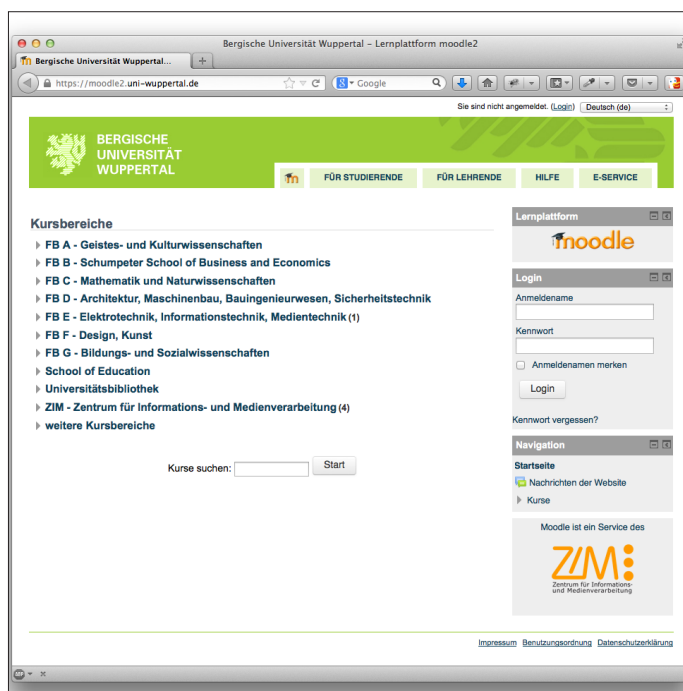 Bergische Universität Wuppertal – Lernplattform moodle2
Bergische Universität Wuppertal...
https://moodle2.uni-wuppertal.de
Google
Sie sind nicht angemeldet. (Login) Deutsch (de)
BERGISCHE
UNIVERSITÄT
WUPPERTAL
m FÜR STUDIERENDE FÜR LEHRENDE HILFE E-SERVICE
Kursbereiche
FB A - Geistes- und Kulturwissenschaften
FB B - Schumpeter School of Business and Economics
FB C - Mathematik und Naturwissenschaften
FB D - Architektur, Maschinenbau, Bauingenieurwesen, Sicherheitstechnik
FB E - Elektrotechnik, Informationstechnik, Medientechnik (1)
FB F - Design, Kunst
FB G - Bildungs- und Sozialwissenschaften
School of Education
Universitätsbibliothek
ZIM - Zentrum für Informations- und Medienverarbeitung (4)
weitere Kursbereiche
Kurse suchen: Start
Lernplattform
moodle
Login
Anmeldename
Kennwort
Anmeldenamen merken
Login
Kennwort vergessen?
Navigation
Startseite
Nachrichten der Website
Kurse
Moodle ist ein Service des
ZIM
Zentrum für Informations-
und Medienverarbeitung
Impressum Benutzungsordnung Datenschutzerklärung
ABP